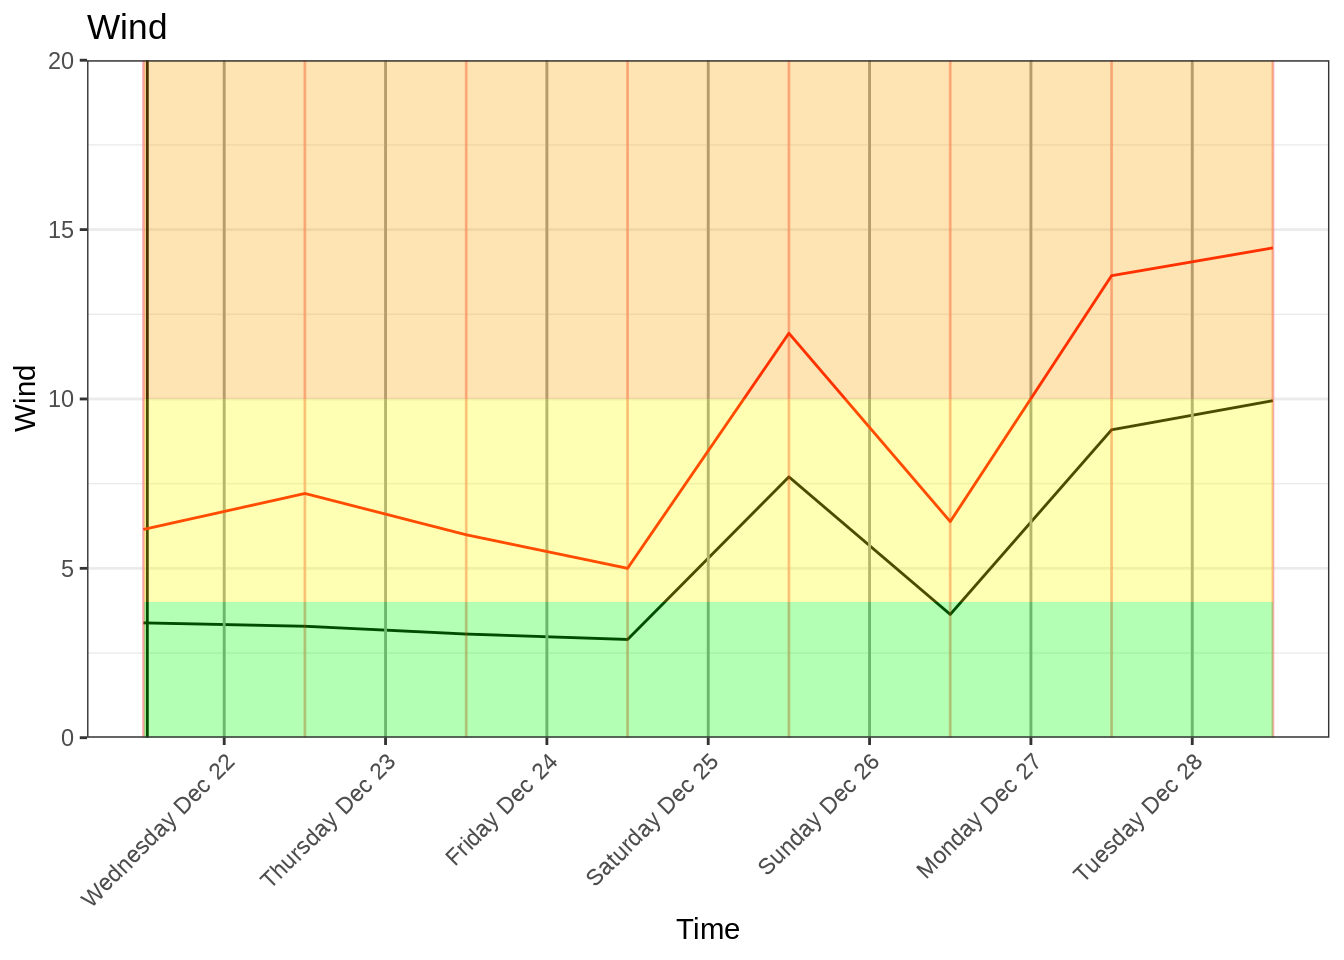 Wind
20
15
10
5
0
Wind
Wednesday Dec 22
Thursday Dec 23
Friday Dec 24
Saturday Dec 25
Sunday Dec 26
Monday Dec 27
Tuesday Dec 28
Time